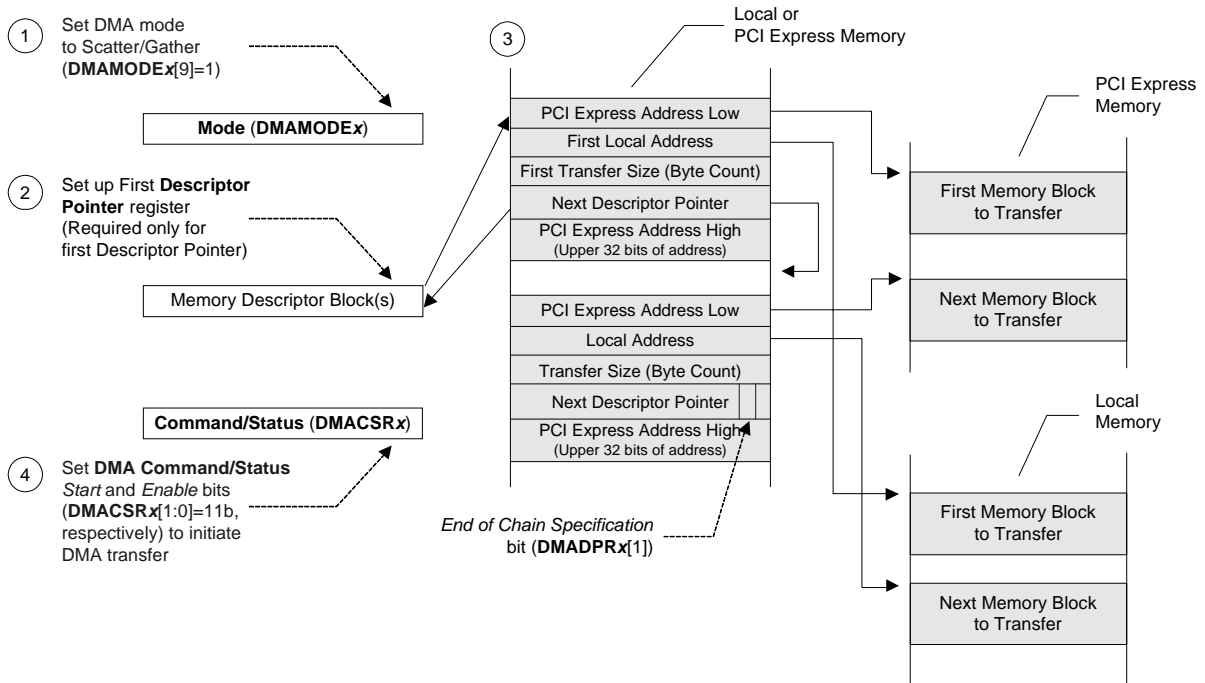 1
Set DMA mode
to Scatter/Gather
(DMAMODEx[9]=1)
Mode (DMAMODEx)
2
Set up First Descriptor
Pointer register
(Required only for
first Descriptor Pointer)
Memory Descriptor Block(s)
Command/Status (DMACSRx)
4
Set DMA Command/Status
Start and Enable bits
(DMACSRx[1:0]=11b,
respectively) to initiate
DMA transfer
3
Local or
PCI Express Memory
PCI Express Address Low
First Local Address
First Transfer Size (Byte Count)
Next Descriptor Pointer
PCI Express Address High
(Upper 32 bits of address)
PCI Express Address Low
Local Address
Transfer Size (Byte Count)
Next Descriptor Pointer
PCI Express Address High
(Upper 32 bits of address)
End of Chain Specification
bit (DMADPRx[1])
PCI Express
Memory
First Memory Block
to Transfer
Next Memory Block
to Transfer
Local
Memory
First Memory Block
to Transfer
Next Memory Block
to Transfer